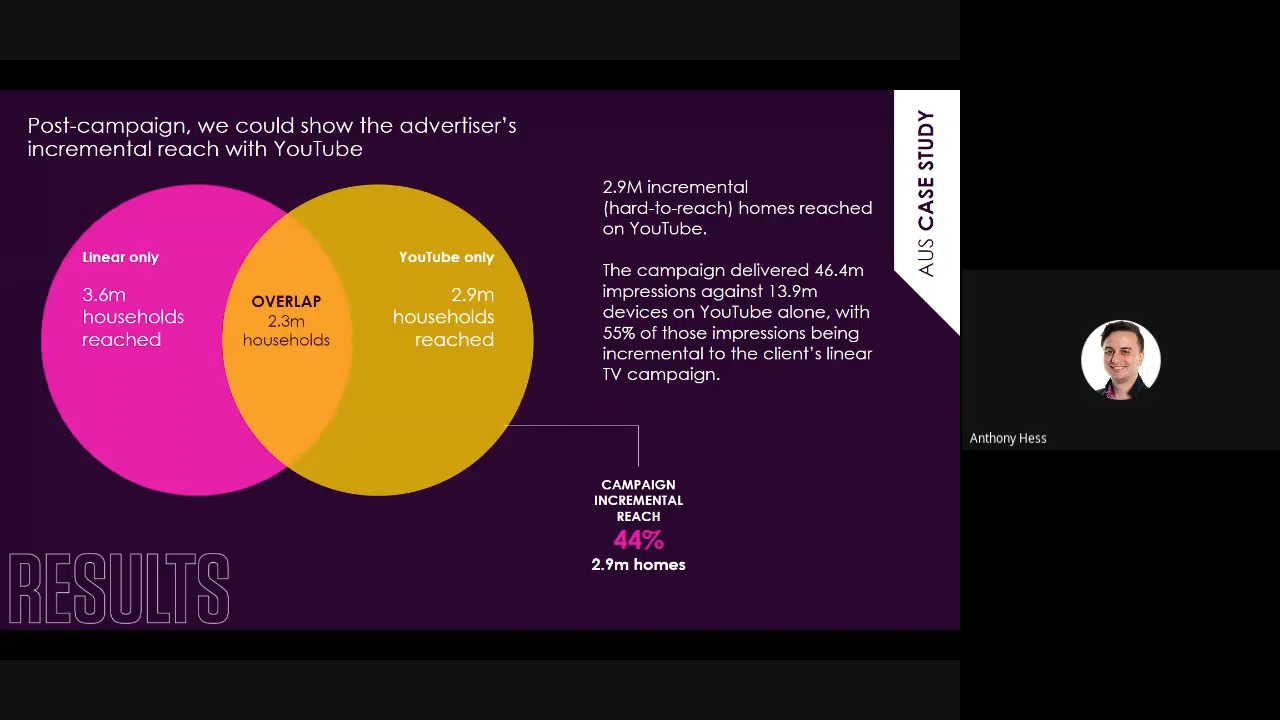 Post-campaign, we could show the advertiser’s
incremental reach with YouTube
Linear only
3.6m
households
reached
OVERLAP
2.3m
households
YouTube only
2.9m
households
reached
2.9M incremental
(hard-to-reach) homes reached
on YouTube.
The campaign delivered 46.4m
impressions against 13.9m
devices on YouTube alone, with
55% of those impressions being
incremental to the client’s linear
TV campaign.
CAMPAIGN
INCREMENTAL
REACH
44%
2.9m homes
AUS CASE STUDY
RESULTS
Anthony Hess